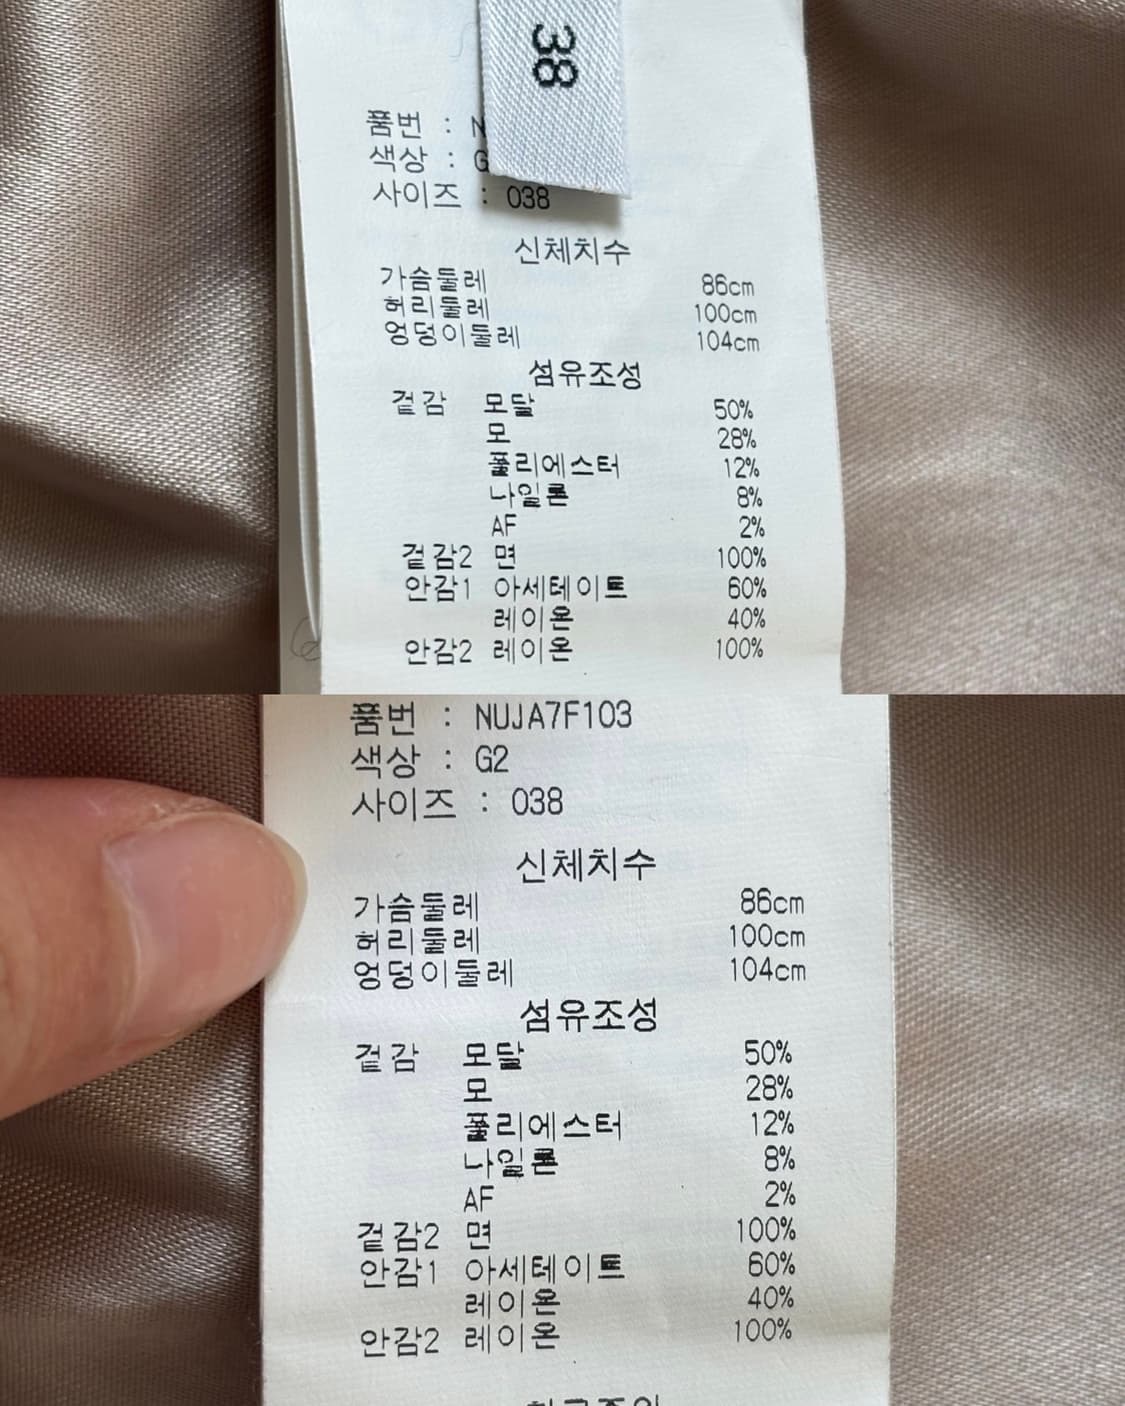 38
품번 : N
색상 : G
사이즈 : 038
신체치수
가슴둘레 86cm
허리둘레 100cm
엉덩이둘레 104cm
섬유조성
겉감 모달 50%
모 28%
폴리에스터 12%
나일론 8%
AF 2%
겉감2 면 100%
안감1 아세테이트 60%
레이온 40%
안감2 레이온 100%
품번 : NUJA7F103
색상 : G2
사이즈 : 038
신체치수
가슴둘레 86cm
허리둘레 100cm
엉덩이둘레 104cm
섬유조성
겉감 모달 50%
모 28%
폴리에스터 12%
나일론 8%
AF 2%
겉감2 면 100%
안감1 아세테이트 60%
레이온 40%
안감2 레이온 100%